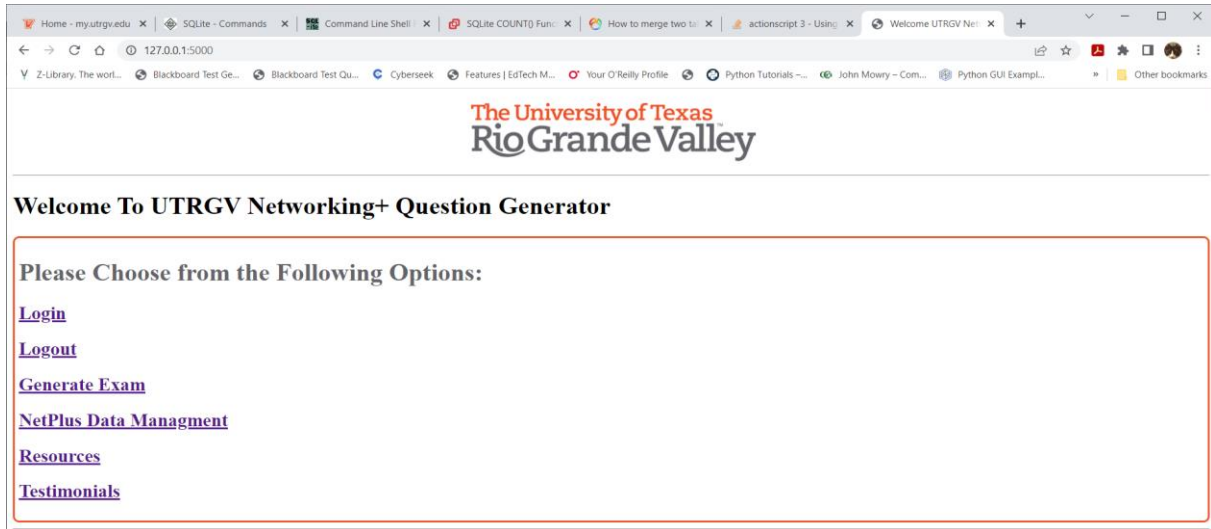 Home - my.utrgv.edu
SQLite - Commands
Command Line Shell F
SQLite COUNT() Func
How to merge two tal
actionscript 3 - Using
Welcome UTRGV Net
127.0.0.1:5000
Z-Library. The worl...
Blackboard Test Ge...
Blackboard Test Qu...
Cyberseek
Features | EdTech M...
Your O'Reilly Profile
Python Tutorials –...
John Mowry – Com...
Python GUI Exampl...
»
Other bookmarks
The University of Texas
Rio Grande Valley
Welcome To UTRGV Networking+ Question Generator
Please Choose from the Following Options:
Login
Logout
Generate Exam
NetPlus Data Managment
Resources
Testimonials